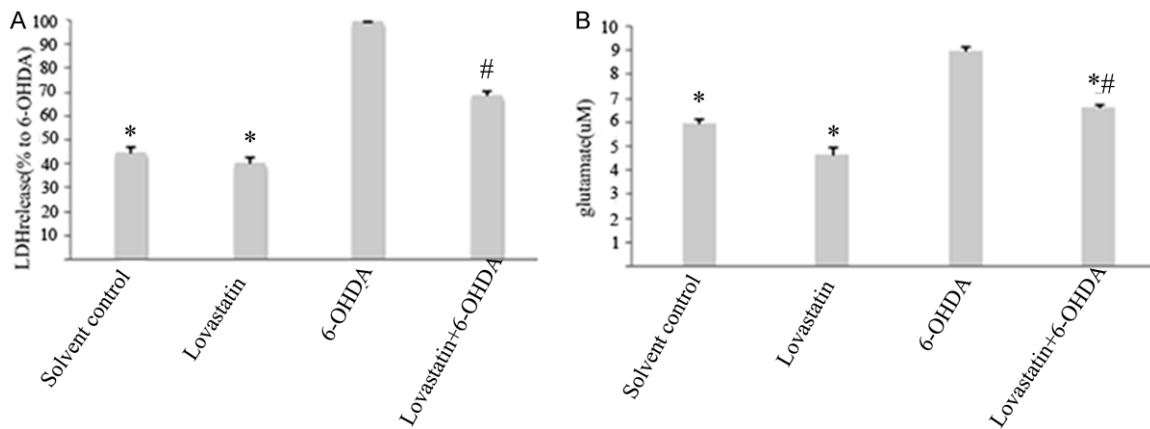 A
LDHrelease(% to 6-OHDA)
100
90
80
70
60
50
40
30
20
10
*
*
#
Solvent control
Lovastatin
6-OHDA
Lovastatin+6-OHDA
B
glutamate(uM)
10
9
8
7
6
5
4
3
2
1
*
*
*#
Solvent control
Lovastatin
6-OHDA
Lovastatin+6-OHDA